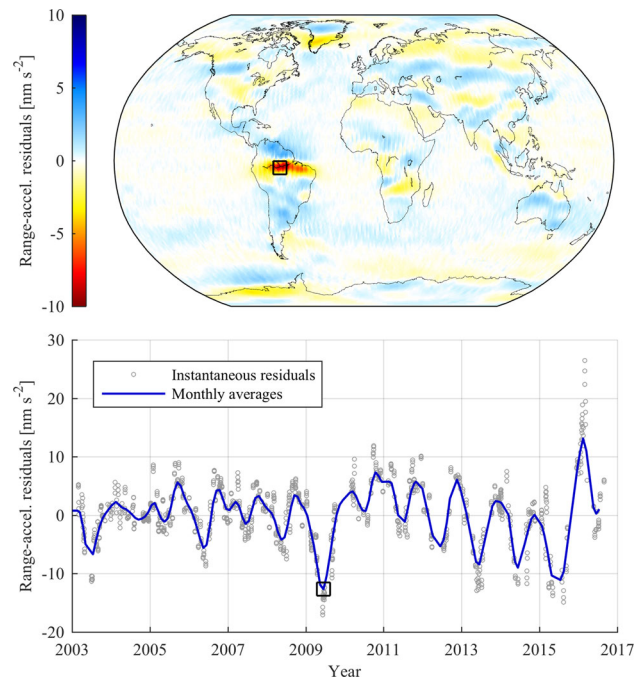 Range-accel. residuals [nm s⁻²]
10
5
0
-5
-10
Range-accel. residuals [nm s⁻²]
30
20
10
0
-10
-20
Instantaneous residuals
Monthly averages
2003 2005 2007 2009 2011 2013 2015 2017
Year